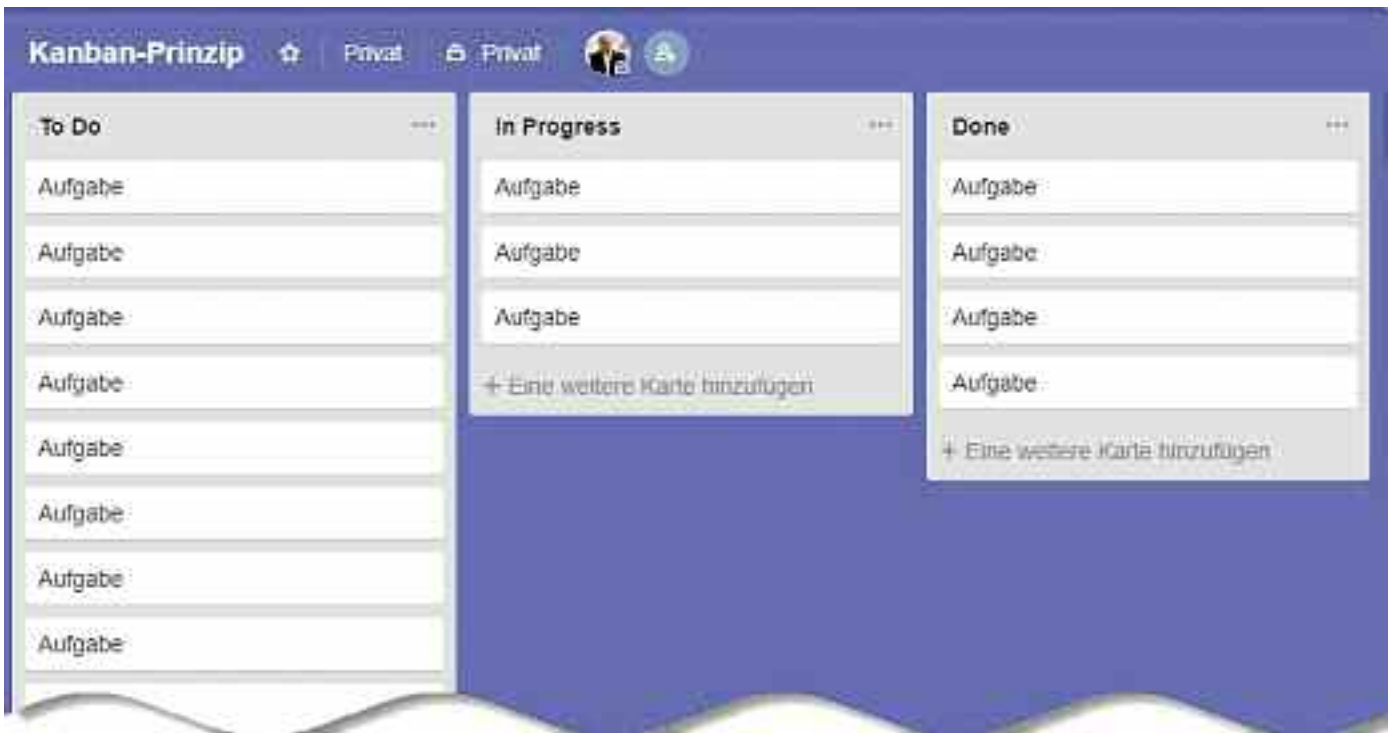 Kanban-Prinzip Privat Privat
To Do
Aufgabe
Aufgabe
Aufgabe
Aufgabe
Aufgabe
Aufgabe
Aufgabe
Aufgabe
In Progress
Aufgabe
Aufgabe
Aufgabe
+ Eine weitere Karte hinzufügen
Done
Aufgabe
Aufgabe
Aufgabe
Aufgabe
+ Eine weitere Karte hinzufügen